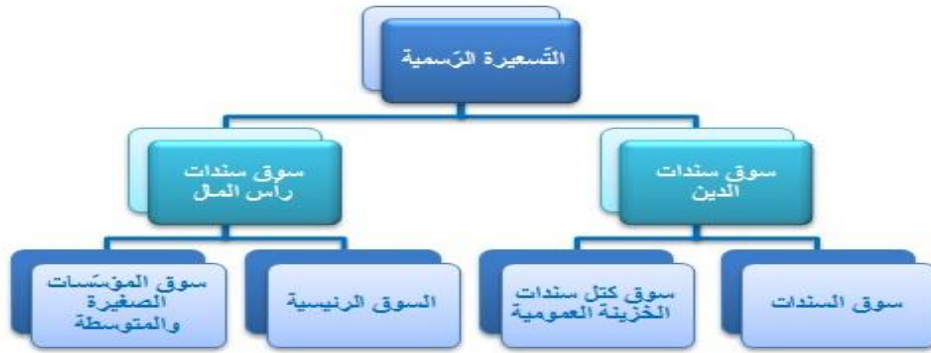 التّسعيرة الرّسمية
سوق سندات
الدين
سوق سندات
رأس المال
سوق السندات
سوق كتل سندات
الخزينة العمومية
السوق الرئيسية
سوق المؤسّسات
الصغيرة
والمتوسطة